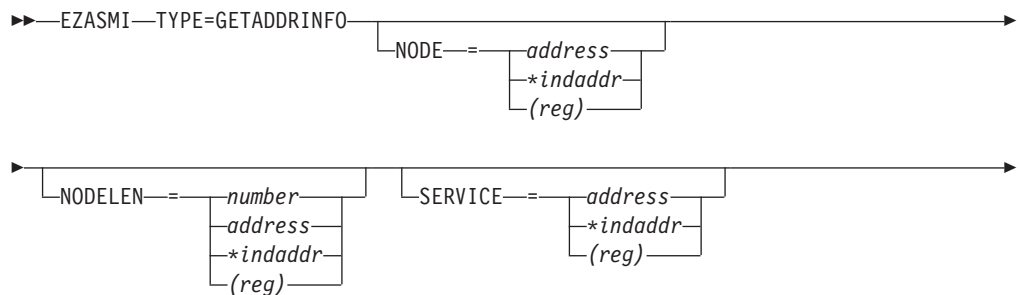 EZASMI TYPE=GETADDRINFO
NODE = address
*indaddr
(reg)
NODELEN = number SERVICE = address
address *indaddr
*indaddr (reg)
(reg)